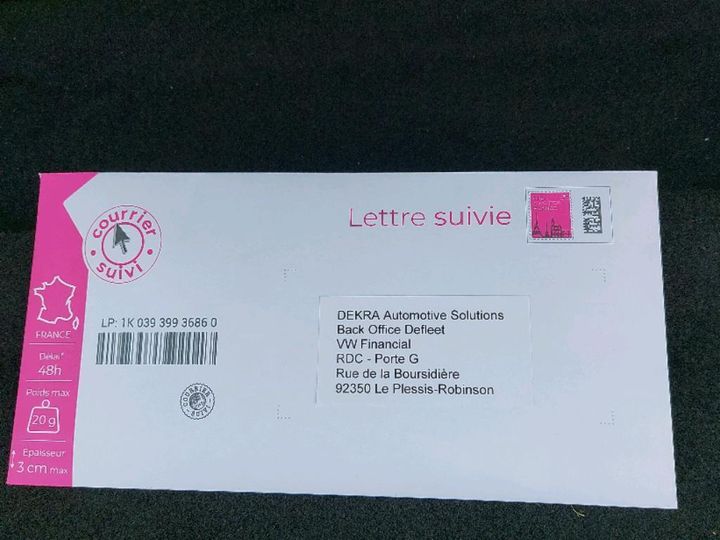 courrier
suivi
Lettre suivie
FRANCE
Délai*
48h
Poids max
20 g
Epaisseur
3 cm max
LP: 1K 039 399 3686 0
DEKRA Automotive Solutions
Back Office Defleet
VW Financial
RDC - Porte G
Rue de la Boursidière
92350 Le Plessis-Robinson